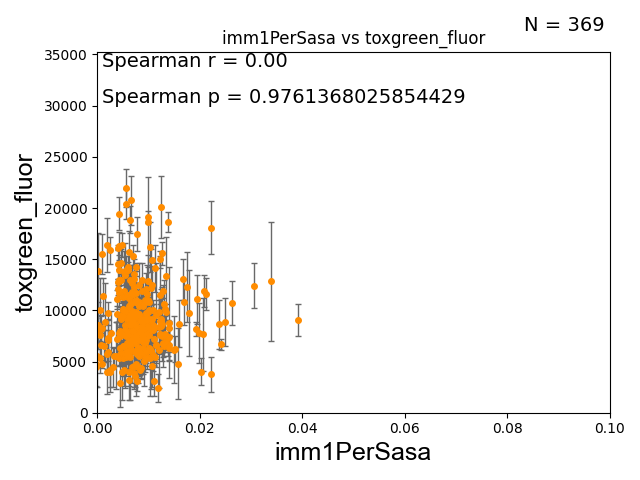 N = 369
imm1PerSasa vs toxgreen_fluor
Spearman r = 0.00
Spearman p = 0.9761368025854429
35000
30000
25000
20000
15000
10000
5000
0
toxgreen_fluor
0.00 0.02 0.04 0.06 0.08 0.10
imm1PerSasa